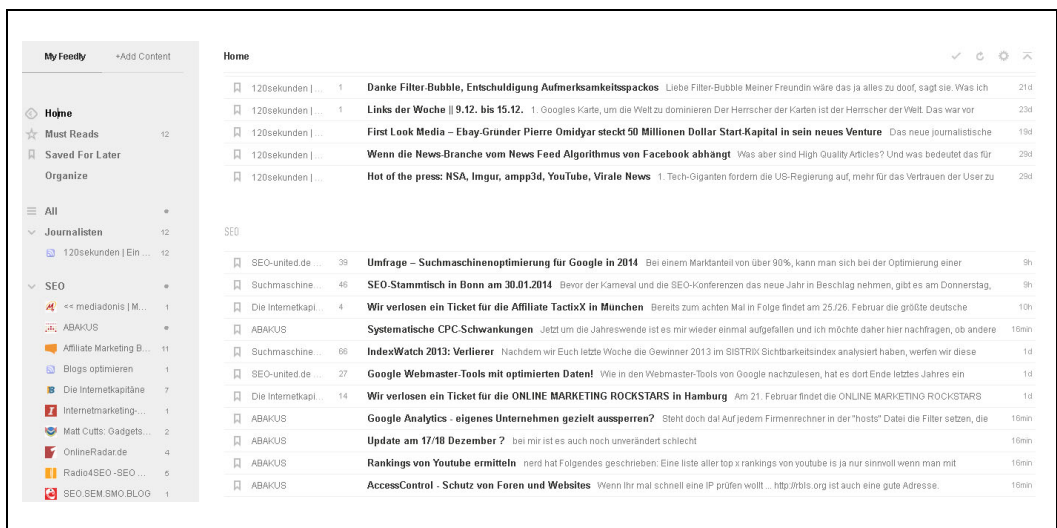 My Feedly +Add Content
Home
Must Reads 12
Saved For Later
Organize
All
Journalisten 12
120sekunden | Ein ... 12
SEO
<< mediadonis | M... 1
ABAKUS
Affiliate Marketing B... 11
Blogs optimieren 1
Die Internetkapitäne 7
Internetmarketing-... 1
Matt Cutts: Gadgets... 2
OnlineRadar.de 4
Radio4SEO -SEO ... 6
SEO.SEM.SMO.BLOG 1
Home
120sekunden | ... 1 Danke Filter-Bubble, Entschuldigung Aufmerksamkeitsspackos Liebe Filter-Bubble Meiner Freundin wäre das ja alles zu doof, sagt sie. Was ich 21d
120sekunden | ... 1 Links der Woche || 9.12. bis 15.12. 1. Googles Karte, um die Welt zu dominieren Der Herrscher der Karten ist der Herrscher der Welt. Das war vor 23d
120sekunden | ... First Look Media – Ebay-Gründer Pierre Omidyar steckt 50 Millionen Dollar Start-Kapital in sein neues Venture Das neue journalistische 19d
120sekunden | ... Wenn die News-Branche vom News Feed Algorithmus von Facebook abhängt Was aber sind High Quality Articles? Und was bedeutet das für 29d
120sekunden | ... Hot of the press: NSA, Imgur, ampp3d, YouTube, Virale News 1. Tech-Giganten fordern die US-Regierung auf, mehr für das Vertrauen der User zu 29d
SEO
SEO-united.de ... 39 Umfrage – Suchmaschinenoptimierung für Google in 2014 Bei einem Marktanteil von über 90%, kann man sich bei der Optimierung einer 9h
Suchmaschine... 46 SEO-Stammtisch in Bonn am 30.01.2014 Bevor der Karneval und die SEO-Konferenzen das neue Jahr in Beschlag nehmen, gibt es am Donnerstag, 9h
Die Internetkapi... 4 Wir verlosen ein Ticket für die Affiliate TactixX in München Bereits zum achten Mal in Folge findet am 25./26. Februar die größte deutsche 10h
ABAKUS Systematische CPC-Schwankungen Jetzt um die Jahreswende ist es mir wieder einmal aufgefallen und ich möchte daher hier nachfragen, ob andere 16min
Suchmaschine... 66 IndexWatch 2013: Verlierer Nachdem wir Euch letzte Woche die Gewinner 2013 im SISTRIX Sichtbarkeitsindex analysiert haben, werfen wir diese 1d
SEO-united.de ... 27 Google Webmaster-Tools mit optimierten Daten! Wie in den Webmaster-Tools von Google nachzulesen, hat es dort Ende letztes Jahres ein 1d
Die Internetkapi... 14 Wir verlosen ein Ticket für die ONLINE MARKETING ROCKSTARS in Hamburg Am 21. Februar findet die ONLINE MARKETING ROCKSTARS 1d
ABAKUS Google Analytics - eigenes Unternehmen gezielt aussperren? Steht doch da! Auf jedem Firmenrechner in der "hosts" Datei die Filter setzen, die 16min
ABAKUS Update am 17/18 Dezember ? bei mir ist es auch noch unverändert schlecht 16min
ABAKUS Rankings von Youtube ermitteln nerd hat Folgendes geschrieben: Eine liste aller top x rankings von youtube is ja nur sinnvoll wenn man mit 16min
ABAKUS AccessControl - Schutz von Foren und Websites Wenn Ihr mal schnell eine IP prüfen wollt ... http://rbls.org ist auch eine gute Adresse. 16min